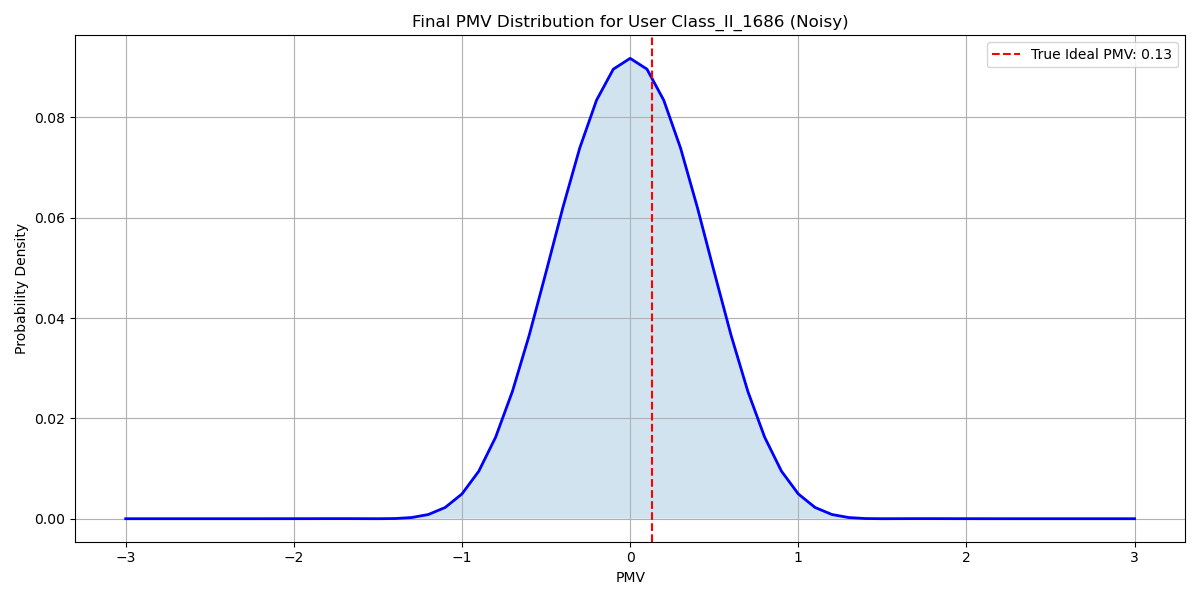 Final PMV Distribution for User Class_II_1686 (Noisy)
True Ideal PMV: 0.13
Probability Density
0.08
0.06
0.04
0.02
0.00
−3 −2 −1 0 1 2 3
PMV